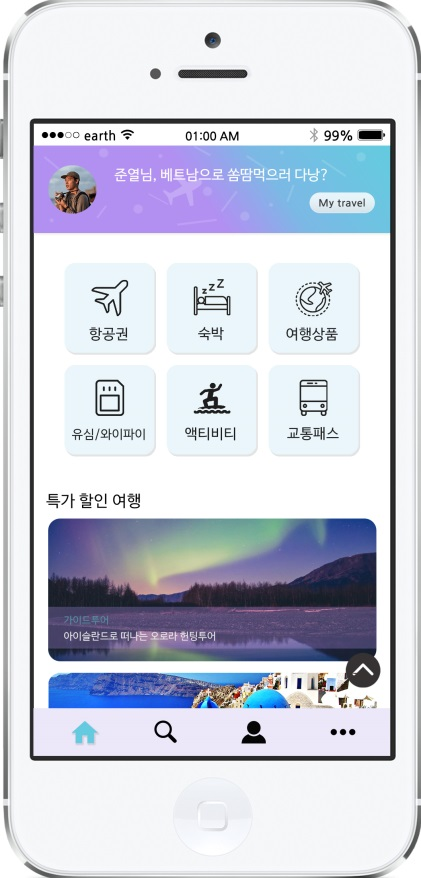 earth 01:00 AM 99%
준열님, 베트남으로 쏨땀먹으러 다낭?
My travel
zzZ
항공권 숙박 여행상품
유심/와이파이 액티비티 교통패스
특가 할인 여행
가이드투어
아이슬란드로 떠나는 오로라 헌팅투어